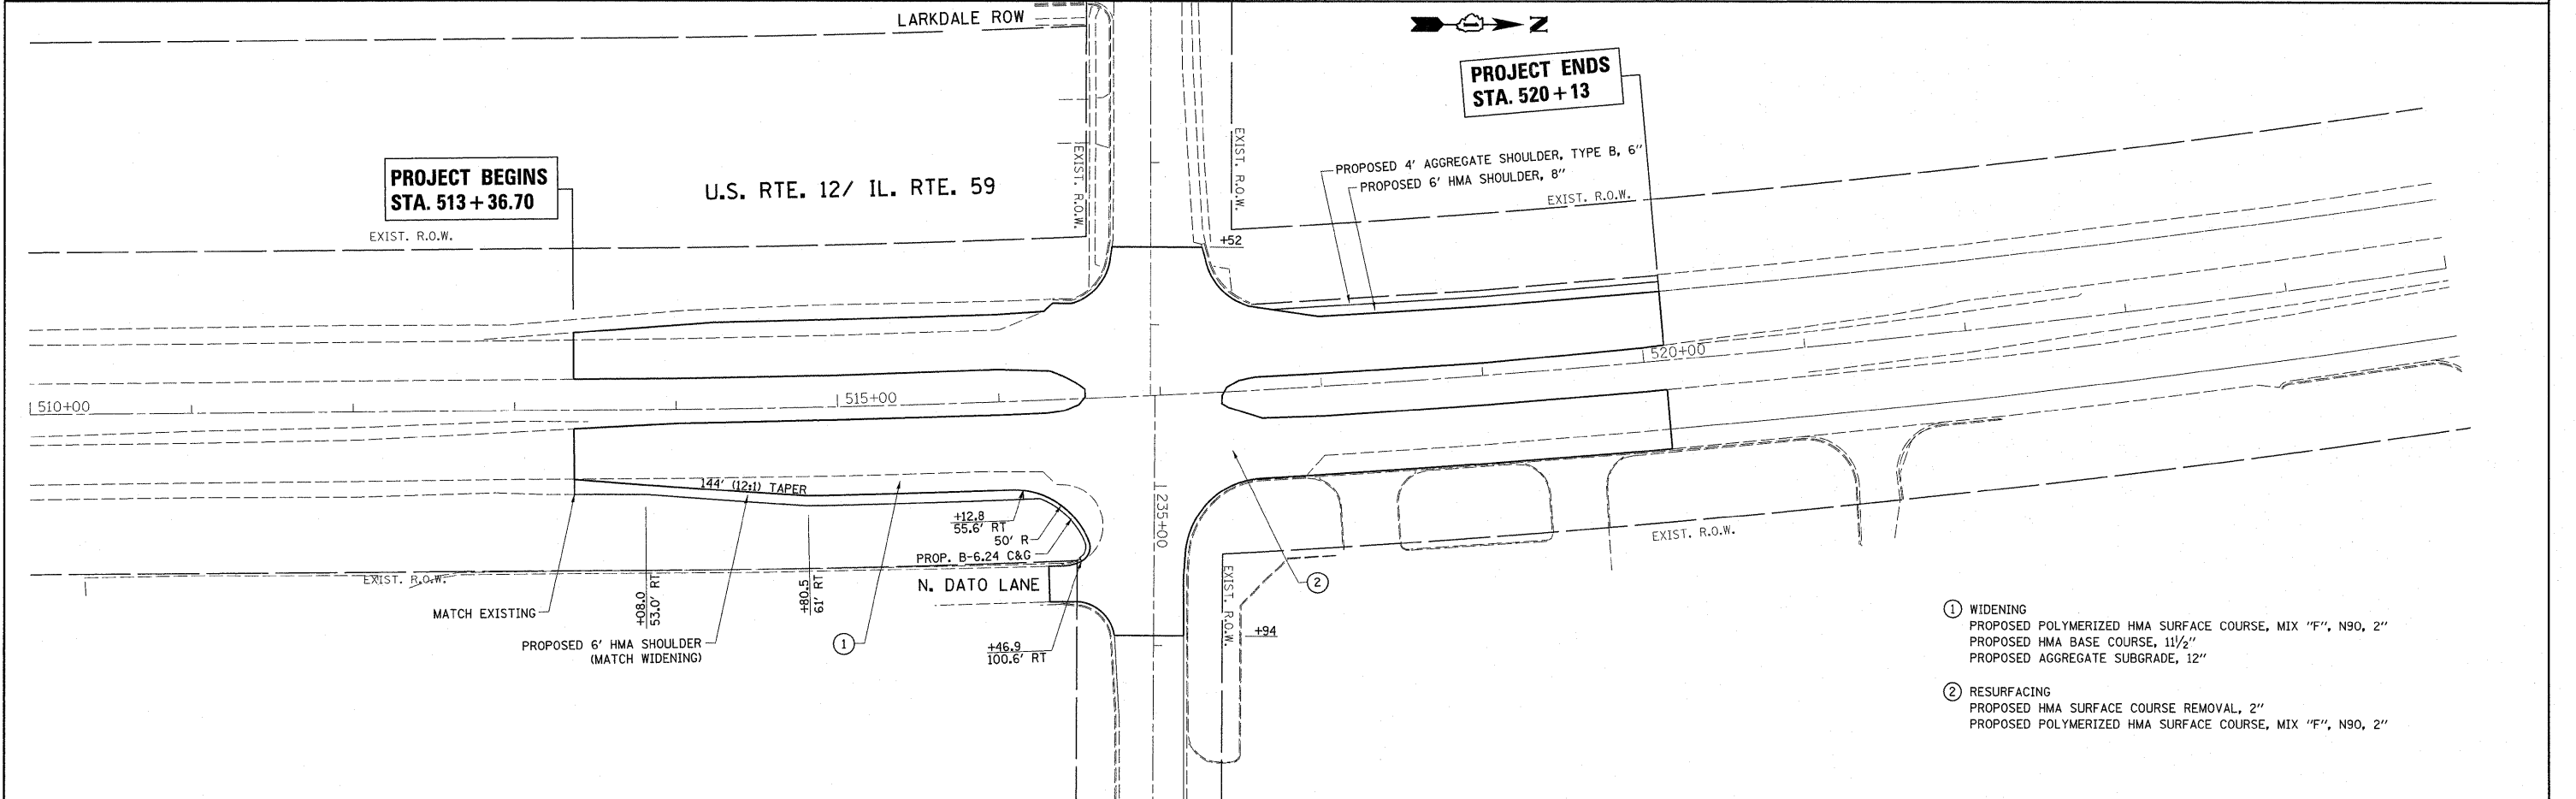 LARKDALE ROW
N
PROJECT ENDS
STA. 520+13
EXIST. R.O.W.
EXIST. R.O.W.
PROPOSED 4' AGGREGATE SHOULDER, TYPE B, 6"
PROPOSED 6' HMA SHOULDER, 8"
EXIST. R.O.W.
PROJECT BEGINS
STA. 513+36.70
U.S. RTE. 12/ IL. RTE. 59
EXIST. R.O.W.
+52
520+00
510+00
515+00
144' (12:1) TAPER
+12.8
55.6' RT
50' R
PROP. B-6.24 C&G
235+00
EXIST. R.O.W.
EXIST. R.O.W.
N. DATO LANE
MATCH EXISTING
+08.0
53.0' RT
+80.5
61' RT
2
EXIST. R.O.W.
+94
PROPOSED 6' HMA SHOULDER
(MATCH WIDENING)
1
+46.9
100.6' RT
1 WIDENING
PROPOSED POLYMERIZED HMA SURFACE COURSE, MIX "F", N90, 2"
PROPOSED HMA BASE COURSE, 11½"
PROPOSED AGGREGATE SUBGRADE, 12"
2 RESURFACING
PROPOSED HMA SURFACE COURSE REMOVAL, 2"
PROPOSED POLYMERIZED HMA SURFACE COURSE, MIX "F", N90, 2"